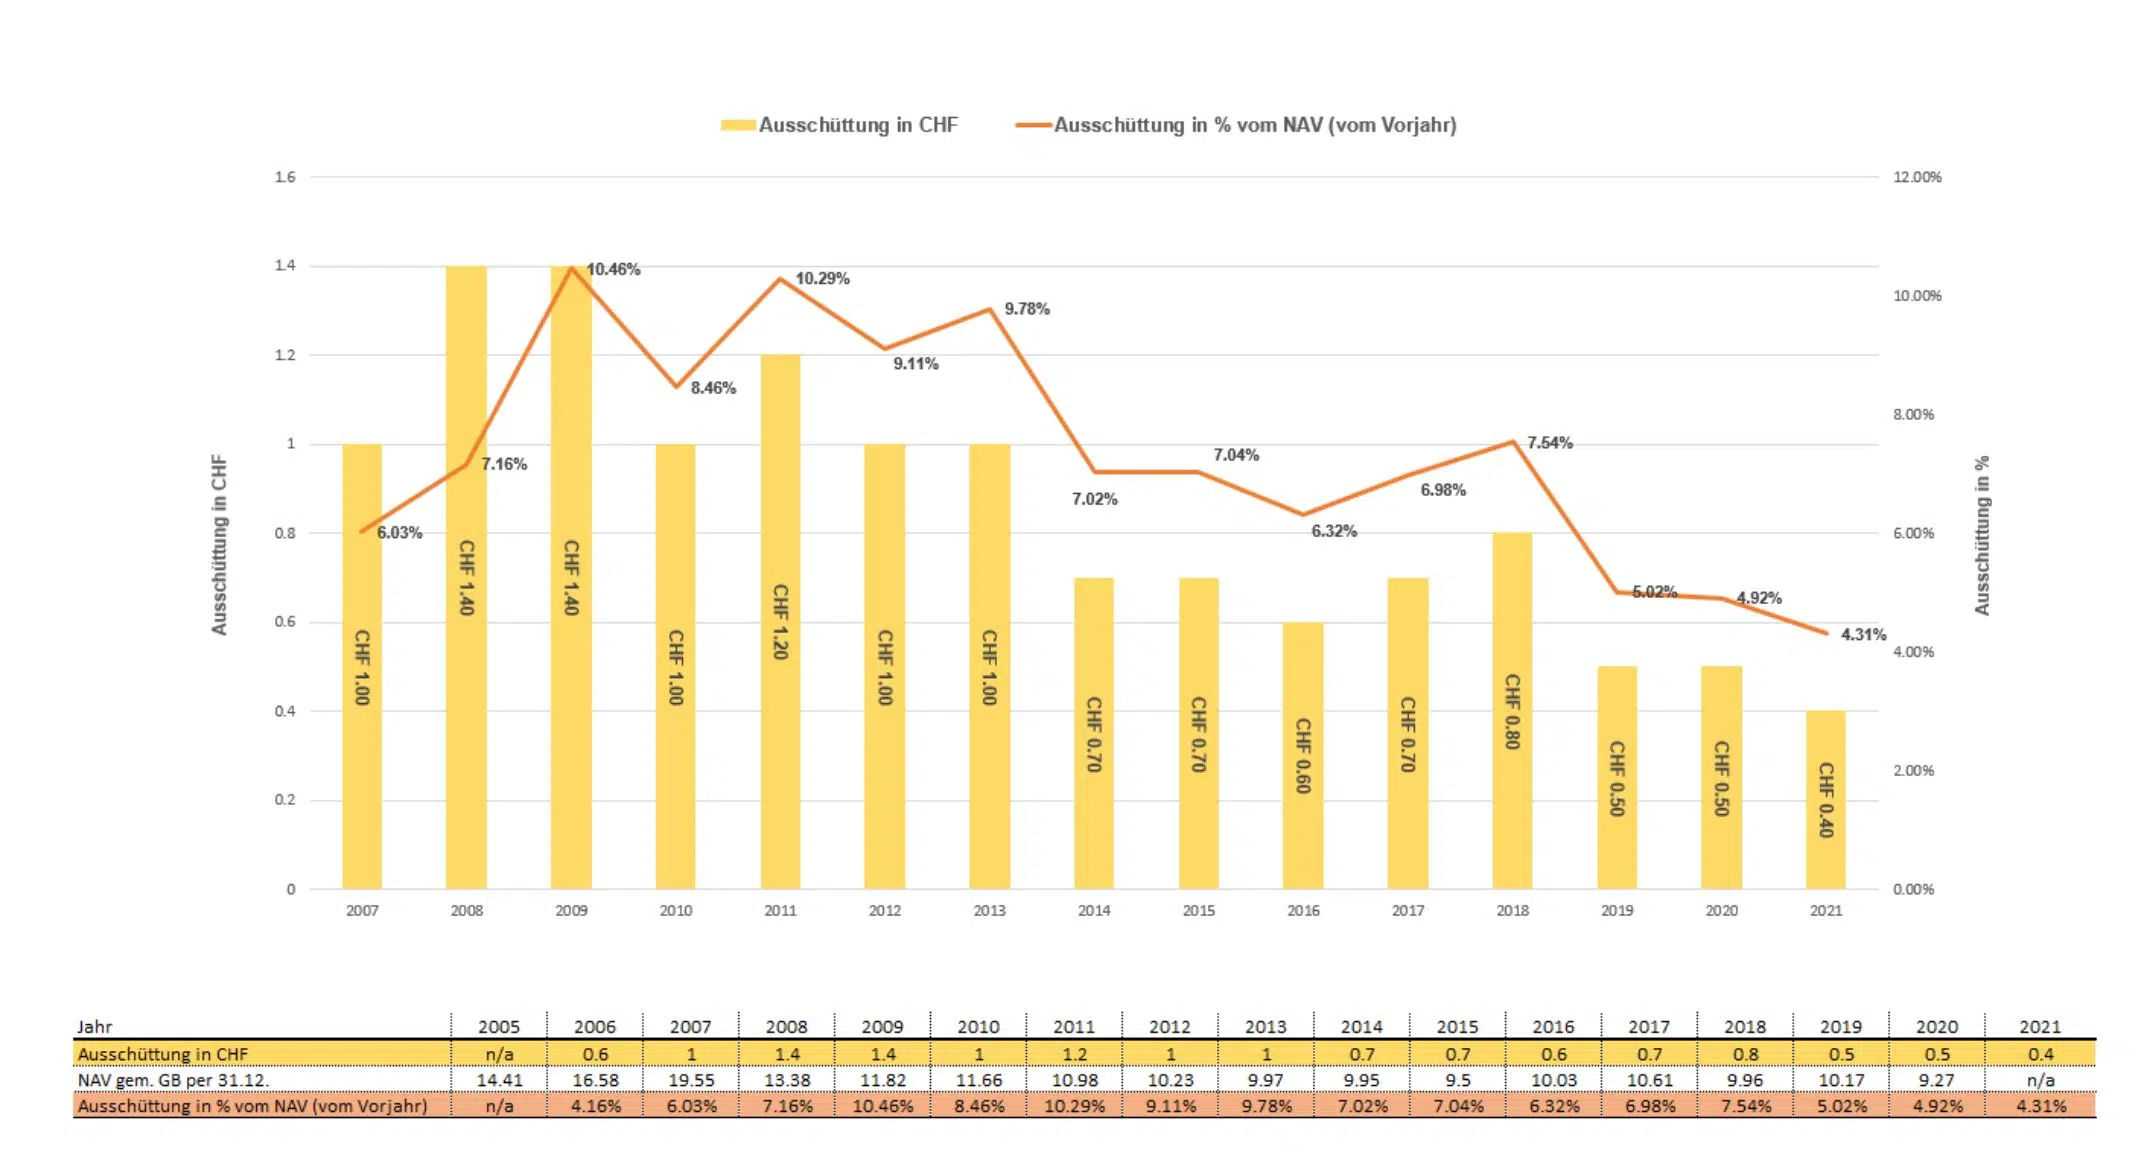 Ausschüttung in CHF Ausschüttung in % vom NAV (vom Vorjahr)
1.6 12.00%
1.4 10.46% 10.29% 10.00%
9.78%
1.2 9.11%
8.46%
8.00%
1 7.16% 7.04% 7.54%
7.02% 6.98%
0.8 6.03% 6.32% 6.00%
5.02% 4.92%
0.6 4.31%
4.00%
0.4
0.2 2.00%
0 0.00%
Ausschüttung in CHF
Ausschüttung in %
CHF 1.00 CHF 1.40 CHF 1.40 CHF 1.00 CHF 1.20 CHF 1.00 CHF 1.00 CHF 0.70 CHF 0.70 CHF 0.60 CHF 0.70 CHF 0.80 CHF 0.50 CHF 0.50 CHF 0.40
2007 2008 2009 2010 2011 2012 2013 2014 2015 2016 2017 2018 2019 2020 2021
Jahr 2005 2006 2007 2008 2009 2010 2011 2012 2013 2014 2015 2016 2017 2018 2019 2020 2021
Ausschüttung in CHF n/a 0.6 1 1.4 1.4 1 1.2 1 1 0.7 0.7 0.6 0.7 0.8 0.5 0.5 0.4
NAV gem. GB per 31.12. 14.41 16.58 19.55 13.38 11.82 11.66 10.98 10.23 9.97 9.95 9.5 10.03 10.61 9.96 10.17 9.27 n/a
Ausschüttung in % vom NAV (vom Vorjahr) n/a 4.16% 6.03% 7.16% 10.46% 8.46% 10.29% 9.11% 9.78% 7.02% 7.04% 6.32% 6.98% 7.54% 5.02% 4.92% 4.31%